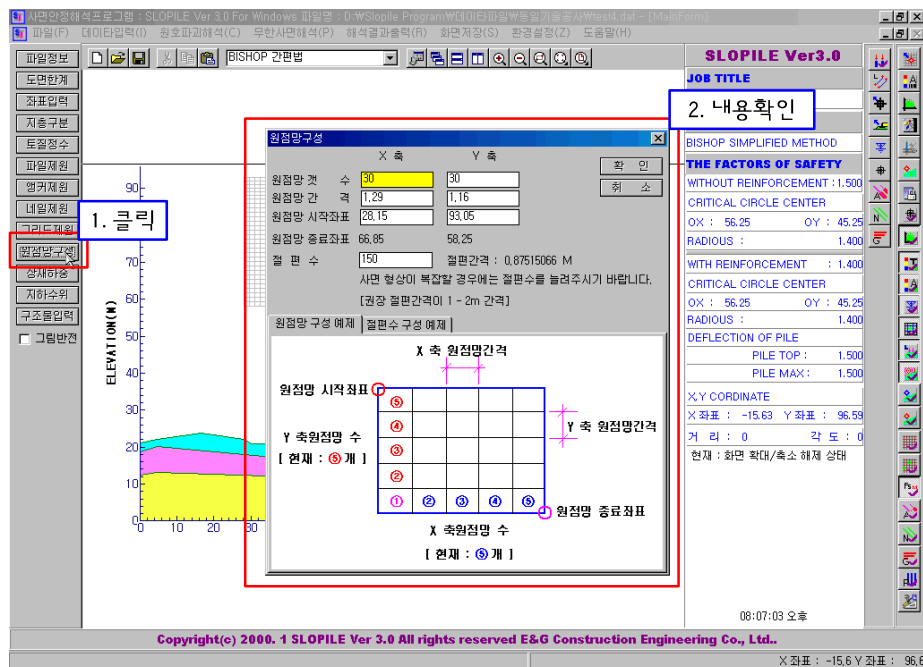 사면안정해석프로그램 : SLOPILE Ver 3.0 For Windows 파일명 : D:₩Slopile Program₩데이타파일₩동일기술공사₩test4.dat - [MainForm]
파일(F) 데이타입력(I) 원호파괴해석(C) 무한사면해석(P) 해석결과출력(R) 화면저장(S) 환경설정(Z) 도움말(H)
BISHOP 간편법
파일정보
도면한계
좌표입력
지층구분
토질정수
파일제원
앵커제원
네일제원
그리드제원
원점망구성
상재하중
지하수위
구조물입력
그림반전
1. 클릭
2. 내용확인
ELEVATION(M)
90
70
60
50
40
30
20
10
0
0 10 20 30
원점망구성
X 축 Y 축
원점망 갯 수 30 30
원점망 간 격 1,29 1,16
원점망 시작좌표 28,15 93,05
원점망 종료좌표 66,85 58,25
절 편 수 150 절편간격 : 0,87515066 M
사면 형상이 복잡할 경우에는 절편수를 늘려주시기 바랍니다.
[권장 절편간격이 1 - 2m 간격]
확 인
취 소
원점망 구성 예제 절편수 구성 예제
X 축 원점망간격
원점망 시작좌표
Y 축 원점망간격
Y 축원점망 수
[ 현재 : ⑤ 개 ]
⑤
④
③
②
① ② ③ ④ ⑤
원점망 종료좌표
X 축원점망 수
[ 현재 : ⑤ 개 ]
SLOPILE Ver3.0
JOB TITLE
BISHOP SIMPLIFIED METHOD
THE FACTORS OF SAFETY
WITHOUT REINFORCEMENT : 1.500
CRITICAL CIRCLE CENTER
OX : 56.25 OY : 45.25
RADIOUS : 1.400
WITH REINFORCEMENT : 1.400
CRITICAL CIRCLE CENTER
OX : 56.25 OY : 45.25
RADIOUS : 1.400
DEFLECTION OF PILE
PILE TOP : 1.500
PILE MAX : 1.500
X,Y CORDINATE
X 좌표 : -15.63 Y 좌표 : 96.59
거 리 : 0 각 도 : 0
현재 : 화면 확대/축소 해제 상태
08:07:03 오후
Copyright(c) 2000. 1 SLOPILE Ver 3.0 All rights reserved E&G Construction Engineering Co., Ltd..
X 좌표 : -15,6 Y 좌표 :